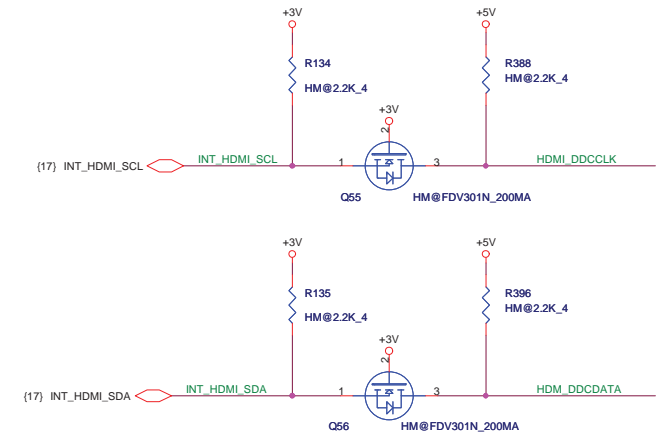 +3V
+5V
R134
HM@2.2K_4
R388
HM@2.2K_4
+3V
2
{17} INT_HDMI_SCL
INT_HDMI_SCL
1
3
HDMI_DDCCLK
Q55
HM@FDV301N_200MA
+3V
+5V
R135
HM@2.2K_4
R396
HM@2.2K_4
+3V
2
{17} INT_HDMI_SDA
INT_HDMI_SDA
1
3
HDM_DDCDATA
Q56
HM@FDV301N_200MA